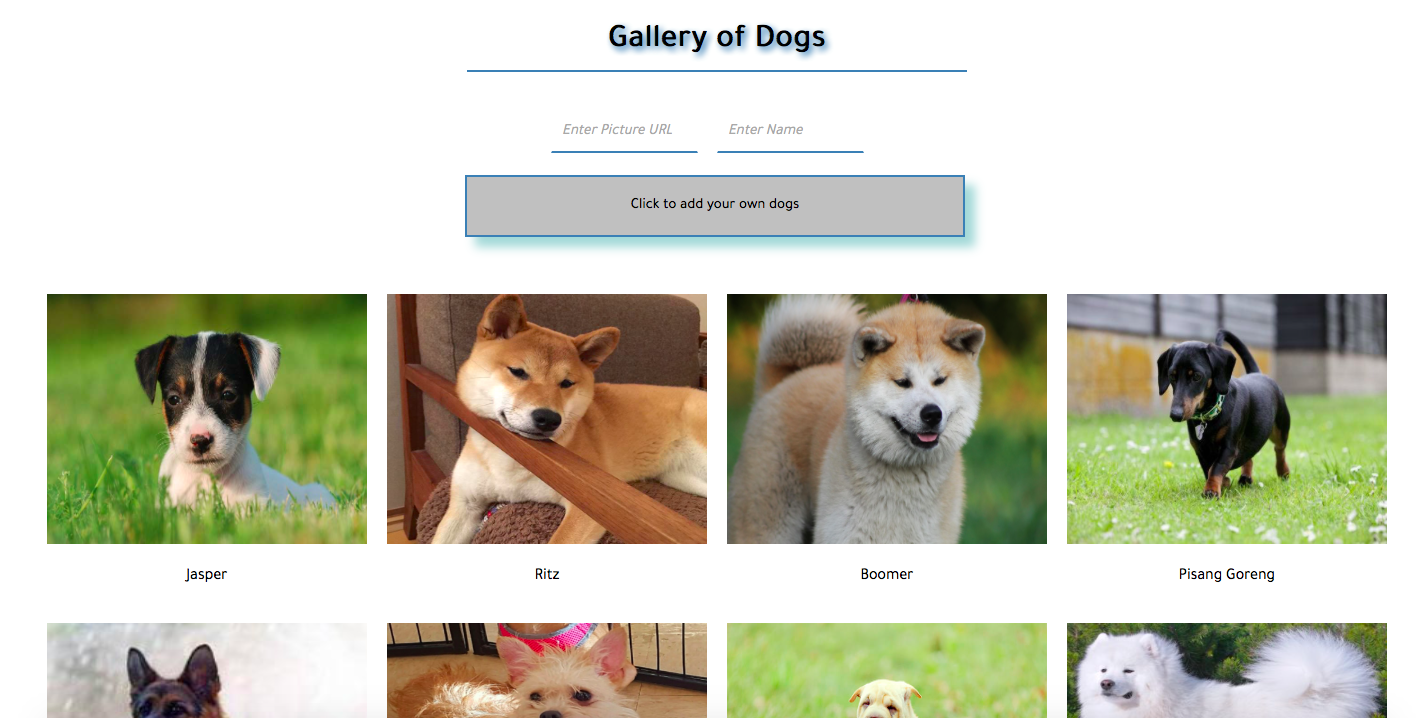 Gallery of Dogs
Enter Picture URL
Enter Name
Click to add your own dogs
Jasper
Ritz
Boomer
Pisang Goreng